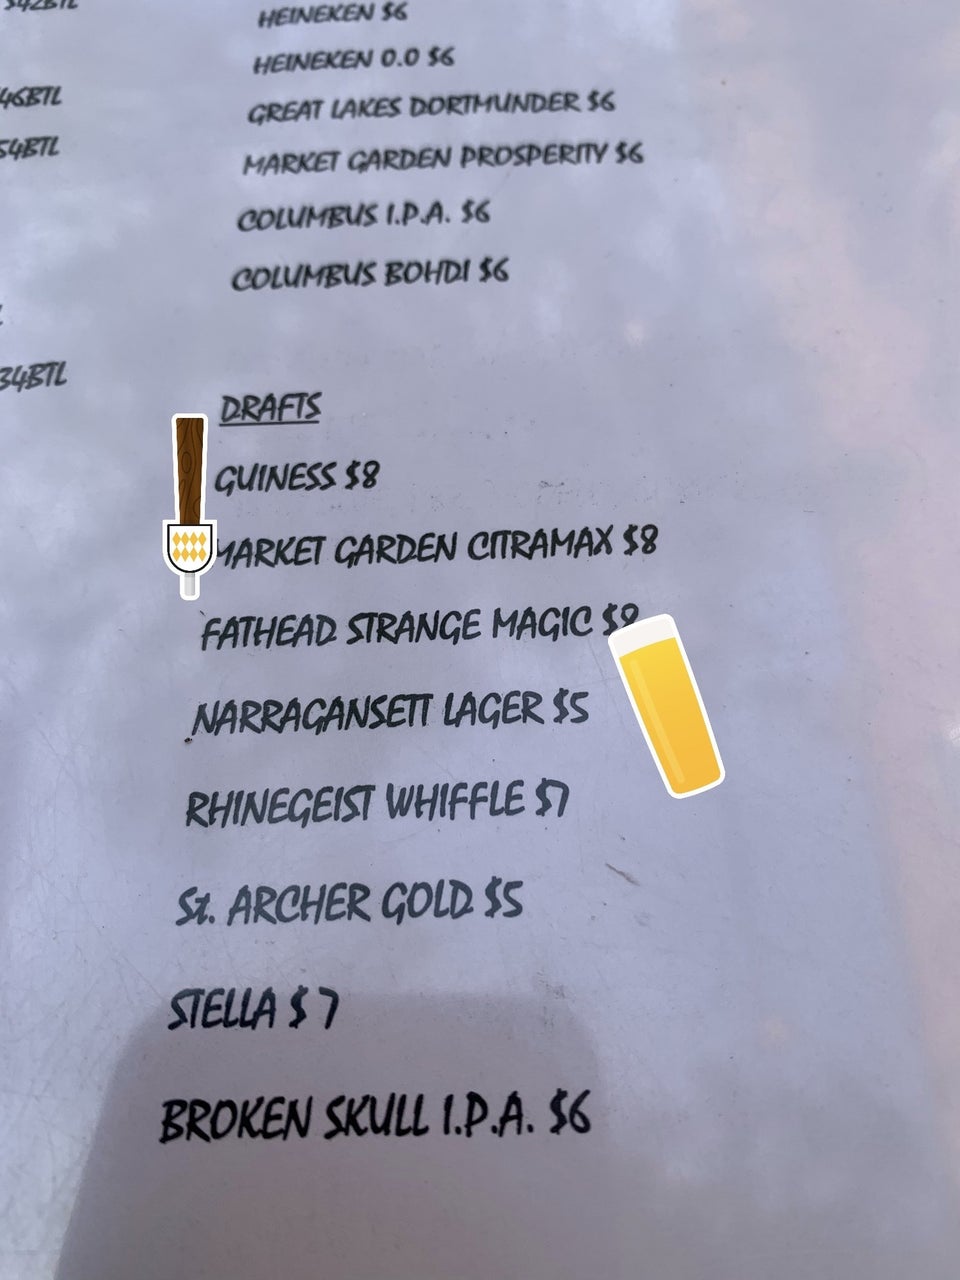 $42BTL
HEINEKEN $6
HEINEKEN 0.0 $6
46BTL
GREAT LAKES DORTMUNDER $6
54BTL
MARKET GARDEN PROSPERITY $6
COLUMBUS I.P.A. $6
COLUMBUS BOHDI $6
34BTL
DRAFTS
GUINESS $8
MARKET GARDEN CITRAMAX $8
FATHEAD STRANGE MAGIC
NARRAGANSETT LAGER $5
RHINEGEIST WHIFFLE $7
St. ARCHER GOLD $5
STELLA $ 7
BROKEN SKULL I.P.A. $6